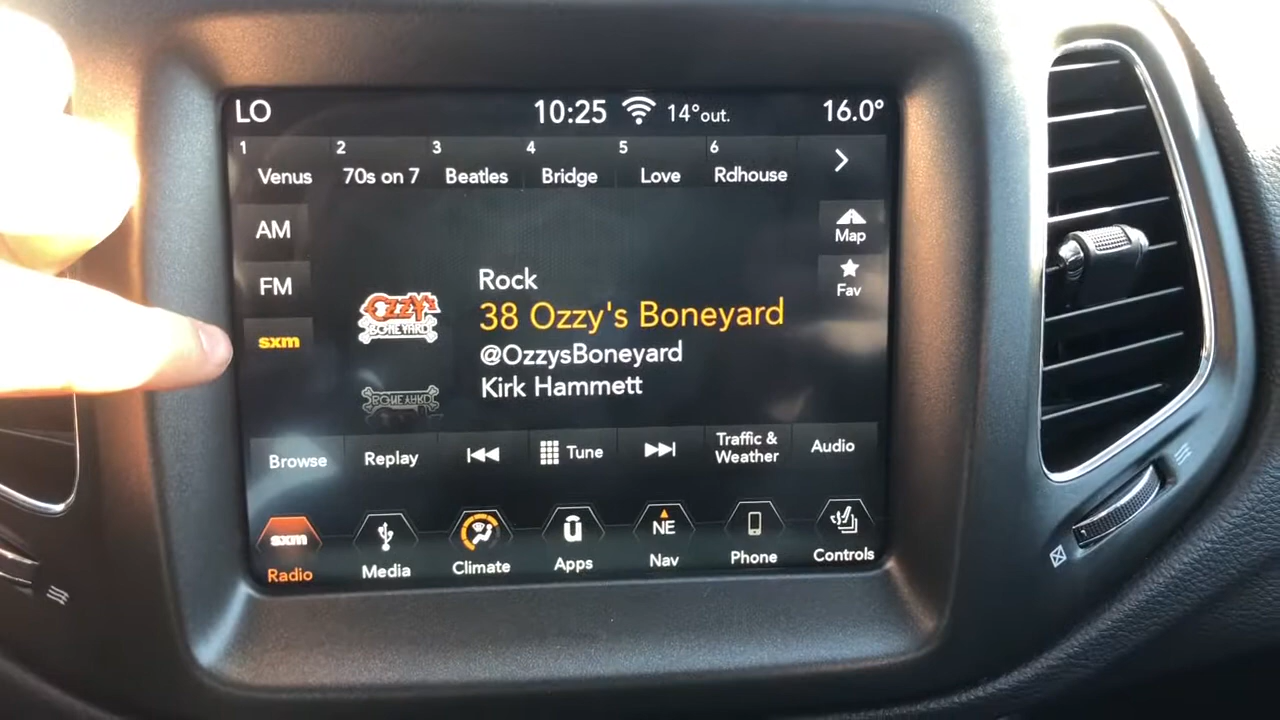 LO 10:25 14°out. 16.0°
1 Venus 2 70s on 7 3 Beatles 4 Bridge 5 Love 6 Rdhouse
AM
FM
sxm
Map
Fav
OZZY's
BONEYARD
Rock
38 Ozzy's Boneyard
@OzzysBoneyard
Kirk Hammett
Browse Replay Tune Traffic & Weather Audio
sxm
Radio
Media
Climate
ū
Apps
NE
Nav
Phone
Controls